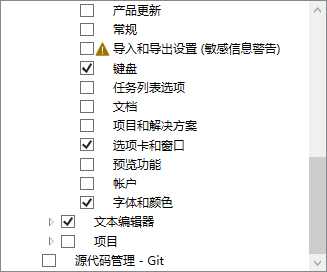 产品更新
常规
导入和导出设置 (敏感信息警告)
键盘
任务列表选项
文档
项目和解决方案
选项卡和窗口
预览功能
帐户
字体和颜色
文本编辑器
项目
源代码管理 - Git